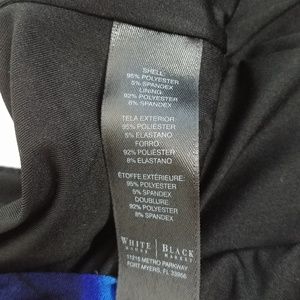 SHELL:
95% POLYESTER
5% SPANDEX
LINING:
92% POLYESTER
8% SPANDEX
TELA EXTERIOR:
95% POLIÉSTER
5% ELASTANO
FORRO:
92% POLIÉSTER
8% ELASTANO
ÉTOFFE EXTÉRIEURE:
95% POLYESTER
5% SPANDEX
DOUBLURE:
92% POLYESTER
8% SPANDEX
WHITE | BLACK
HOUSE | MARKET
11215 METRO PARKWAY
FORT MYERS, FL 33966